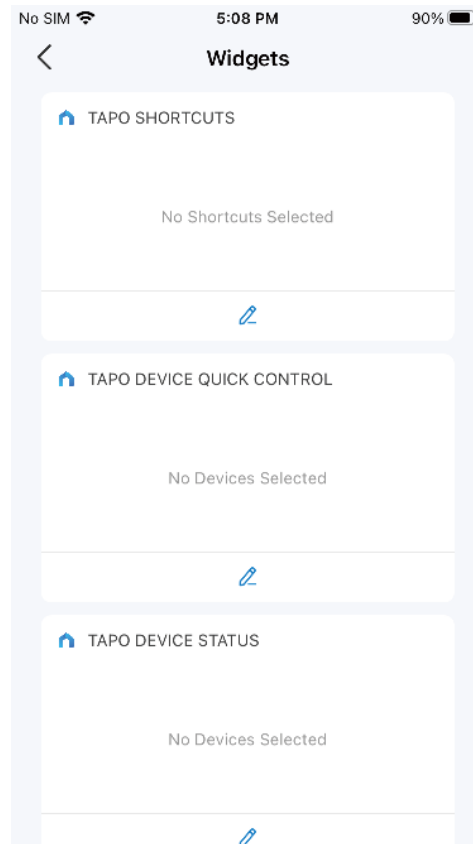 No SIM 5:08 PM 90%
Widgets
TAPO SHORTCUTS
No Shortcuts Selected
TAPO DEVICE QUICK CONTROL
No Devices Selected
TAPO DEVICE STATUS
No Devices Selected